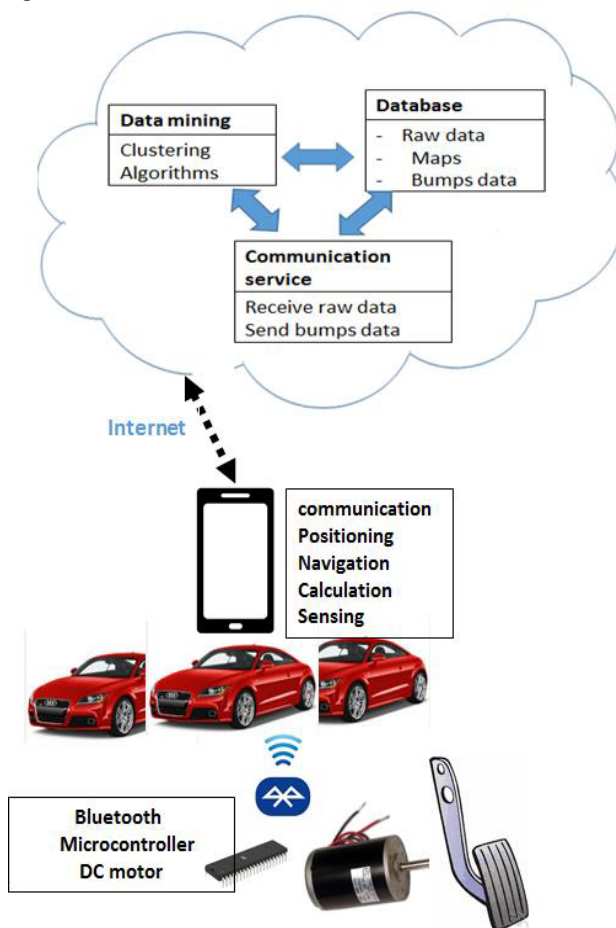 Data mining
Clustering
Algorithms
Database
- Raw data
- Maps
- Bumps data
Communication
service
Receive raw data
Send bumps data
Internet
communication
Positioning
Navigation
Calculation
Sensing
Bluetooth
Microcontroller
DC motor